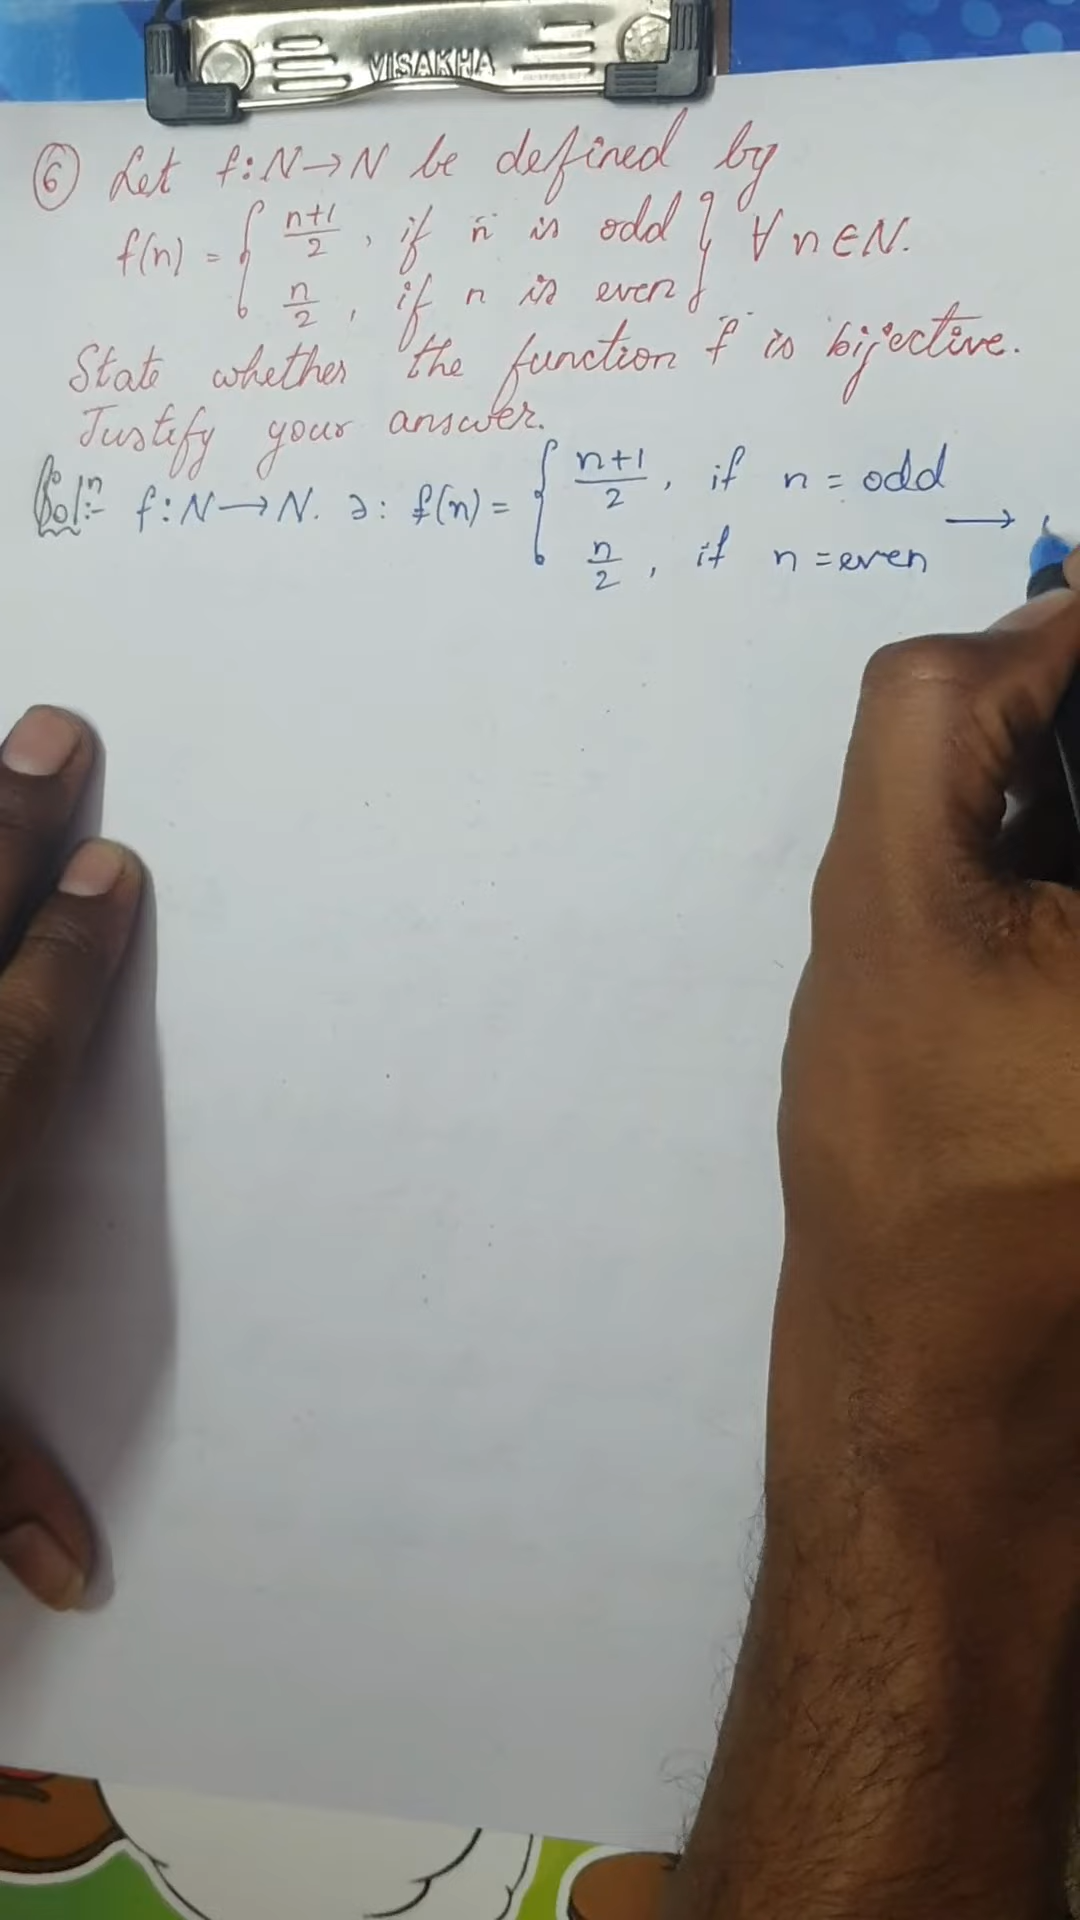 VISAKHA
⑥ Let f: N→N be defined by
f(n) = { n+1/2, if n is odd
n/2, if n is even } ∀ n∈N.
State whether the function f is bijective.
Justify your answer.
Solⁿ:- f: N→N. ∋: f(n) = { n+1/2, if n = odd
n/2, if n = even →